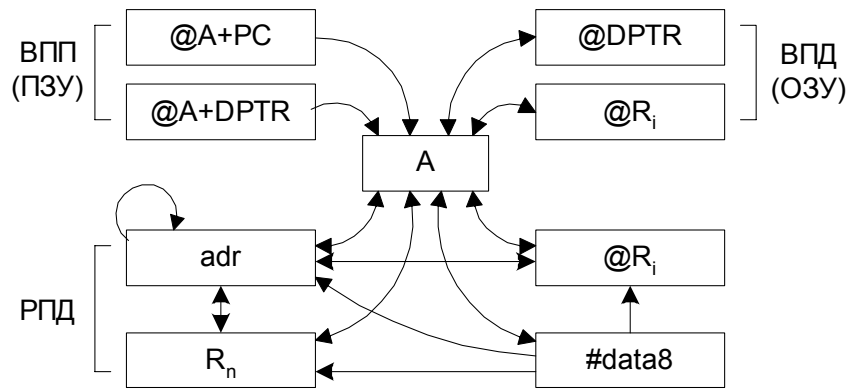 ВПП
(ПЗУ)
@A+PC
@A+DPTR
@DPTR
@Ri
ВПД
(ОЗУ)
A
РПД
adr
Rn
@Ri
#data8